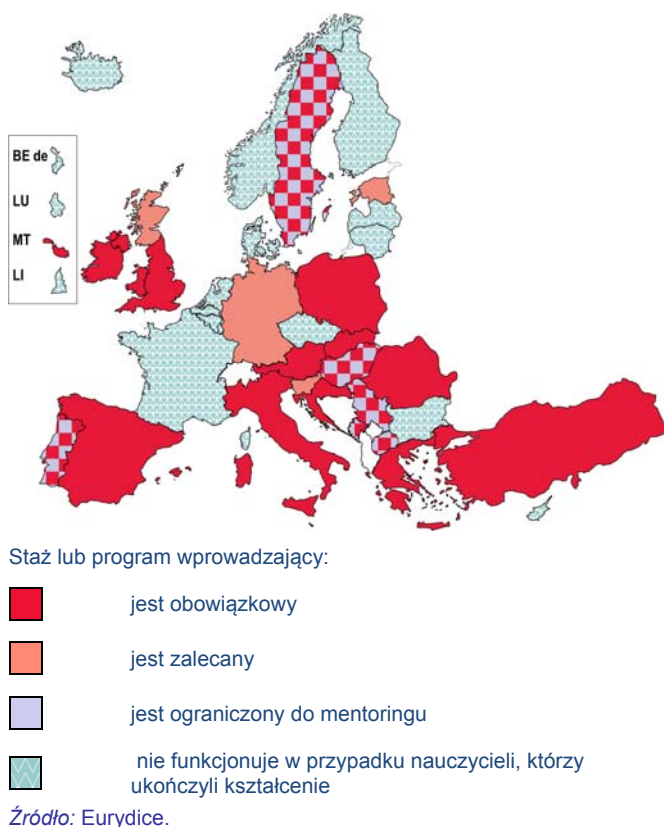 BE de
LU
MT
LI
Staż lub program wprowadzający:
jest obowiązkowy
jest zalecany
jest ograniczony do mentoringu
nie funkcjonuje w przypadku nauczycieli, którzy
ukończyli kształcenie
Źródło: Eurydice.